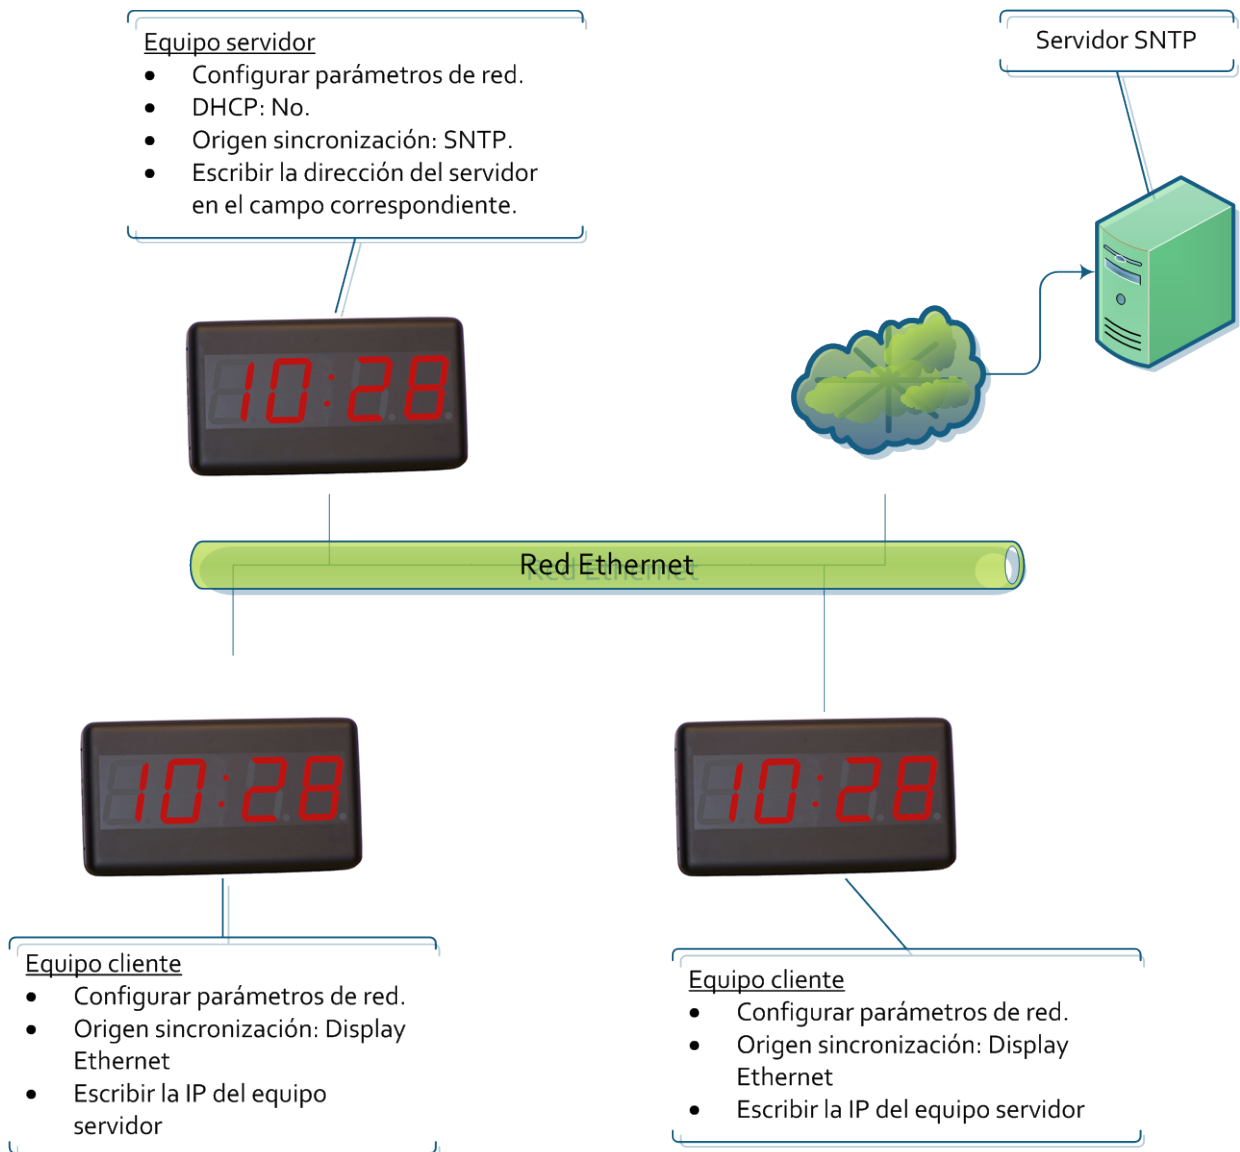 Equipo servidor
• Configurar parámetros de red.
• DHCP: No.
• Origen sincronización: SNTP.
• Escribir la dirección del servidor
en el campo correspondiente.
Servidor SNTP
10:28
Red Ethernet
10:28
10:28
Equipo cliente
• Configurar parámetros de red.
• Origen sincronización: Display
Ethernet
• Escribir la IP del equipo
servidor
Equipo cliente
• Configurar parámetros de red.
• Origen sincronización: Display
Ethernet
• Escribir la IP del equipo servidor